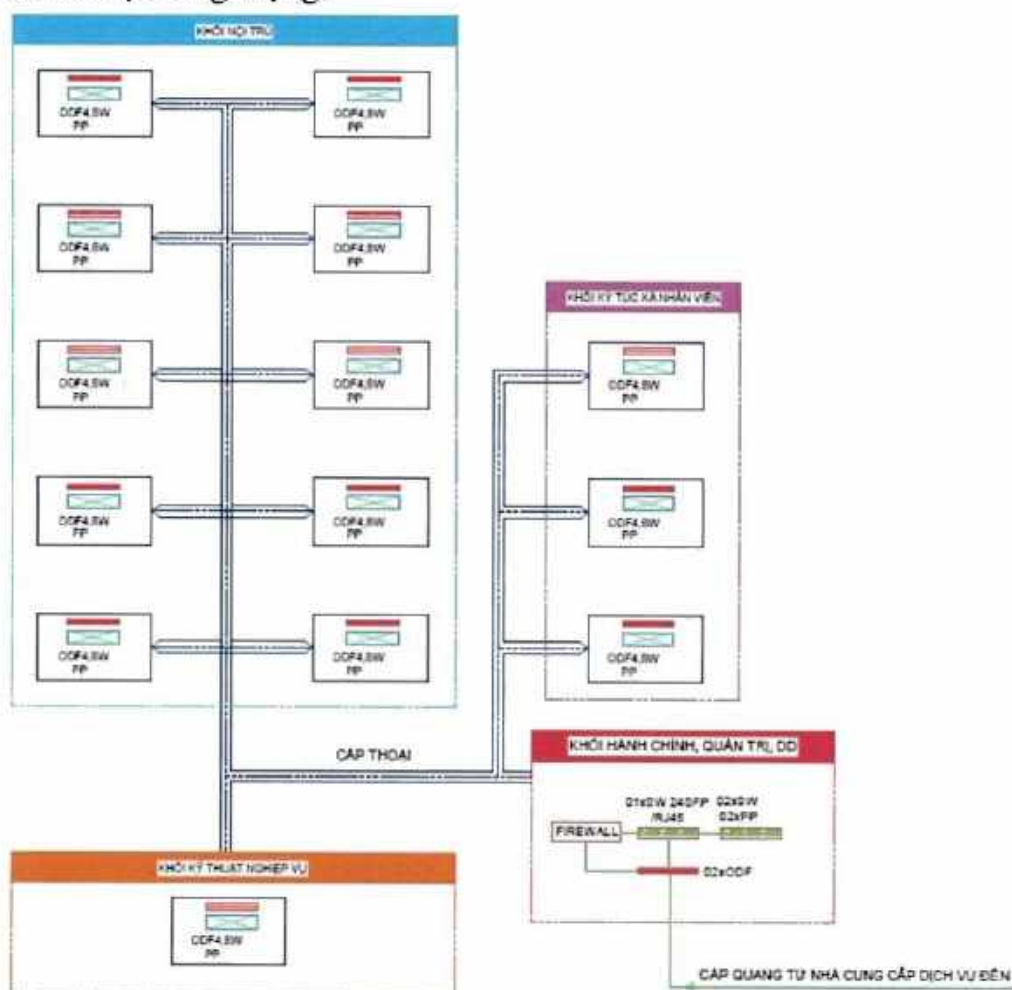 KHỐI NỘI TRÚ
ODF4,SW
PP
ODF4,SW
PP
ODF4,SW
PP
ODF4,SW
PP
ODF4,SW
PP
ODF4,SW
PP
ODF4,SW
PP
ODF4,SW
PP
ODF4,SW
PP
ODF4,SW
PP
KHỐI KÝ TÚC XÁ NHÂN VIÊN
ODF4,SW
PP
ODF4,SW
PP
ODF4,SW
PP
CÁP THOẠI
KHỐI HÀNH CHÍNH, QUẢN TRỊ, DD
01xSW 24SFP
/RJ45
02xSW
02xPP
FIREWALL
02xODF
KHỐI KỸ THUẬT NGHIỆP VỤ
ODF4,SW
PP
CÁP QUANG TỪ NHÀ CUNG CẤP DỊCH VỤ ĐẾN